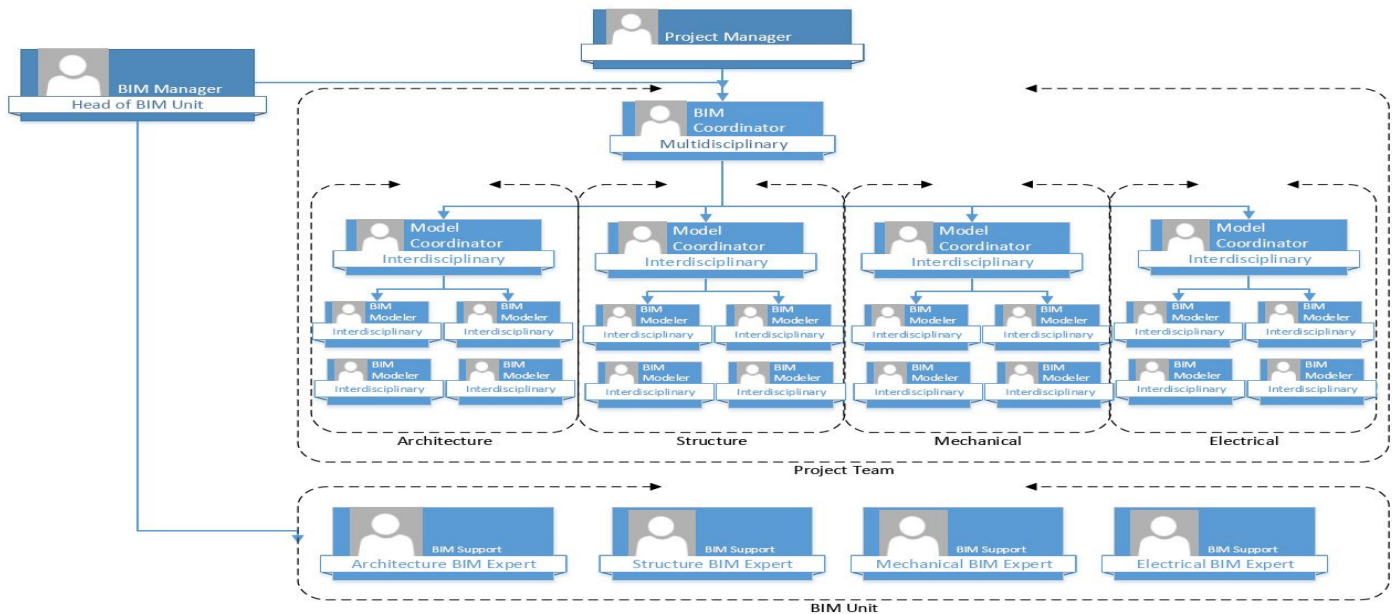 Project Manager
BIM Manager
Head of BIM Unit
BIM
Coordinator
Multidisciplinary
Model
Coordinator
Interdisciplinary
Model
Coordinator
Interdisciplinary
Model
Coordinator
Interdisciplinary
Model
Coordinator
Interdisciplinary
BIM
Modeler
Interdisciplinary
BIM
Modeler
Interdisciplinary
BIM
Modeler
Interdisciplinary
BIM
Modeler
Interdisciplinary
BIM
Modeler
Interdisciplinary
BIM
Modeler
Interdisciplinary
BIM
Modeler
Interdisciplinary
BIM
Modeler
Interdisciplinary
BIM
Modeler
Interdisciplinary
BIM
Modeler
Interdisciplinary
BIM
Modeler
Interdisciplinary
BIM
Modeler
Interdisciplinary
BIM
Modeler
Interdisciplinary
BIM
Modeler
Interdisciplinary
BIM
Modeler
Interdisciplinary
BIM
Modeler
Interdisciplinary
Architecture
Structure
Mechanical
Electrical
Project Team
BIM Support
Architecture BIM Expert
BIM Support
Structure BIM Expert
BIM Support
Mechanical BIM Expert
BIM Support
Electrical BIM Expert
BIM Unit